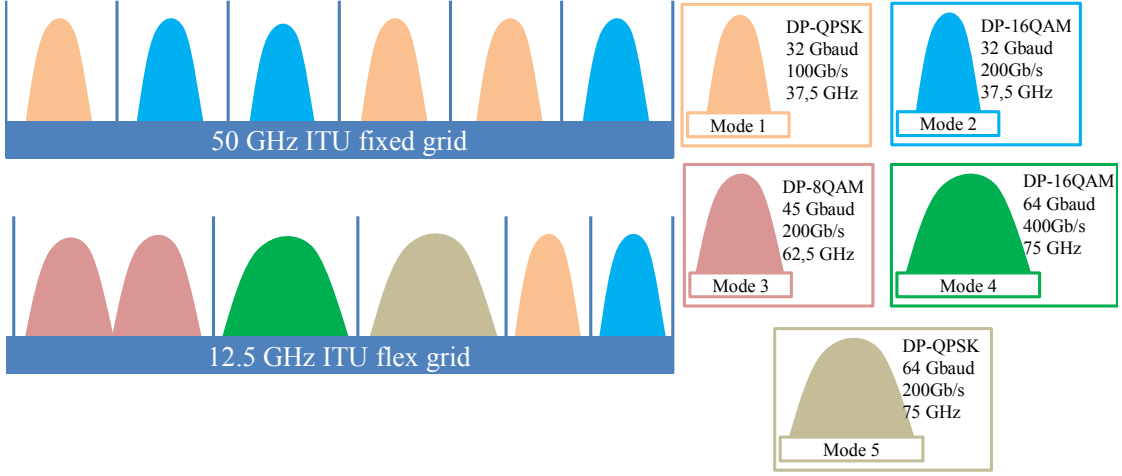 50 GHz ITU fixed grid
DP-QPSK
32 Gbaud
100Gb/s
37,5 GHz
Mode 1
DP-16QAM
32 Gbaud
200Gb/s
37,5 GHz
Mode 2
12.5 GHz ITU flex grid
DP-8QAM
45 Gbaud
200Gb/s
62,5 GHz
Mode 3
DP-16QAM
64 Gbaud
400Gb/s
75 GHz
Mode 4
DP-QPSK
64 Gbaud
200Gb/s
75 GHz
Mode 5